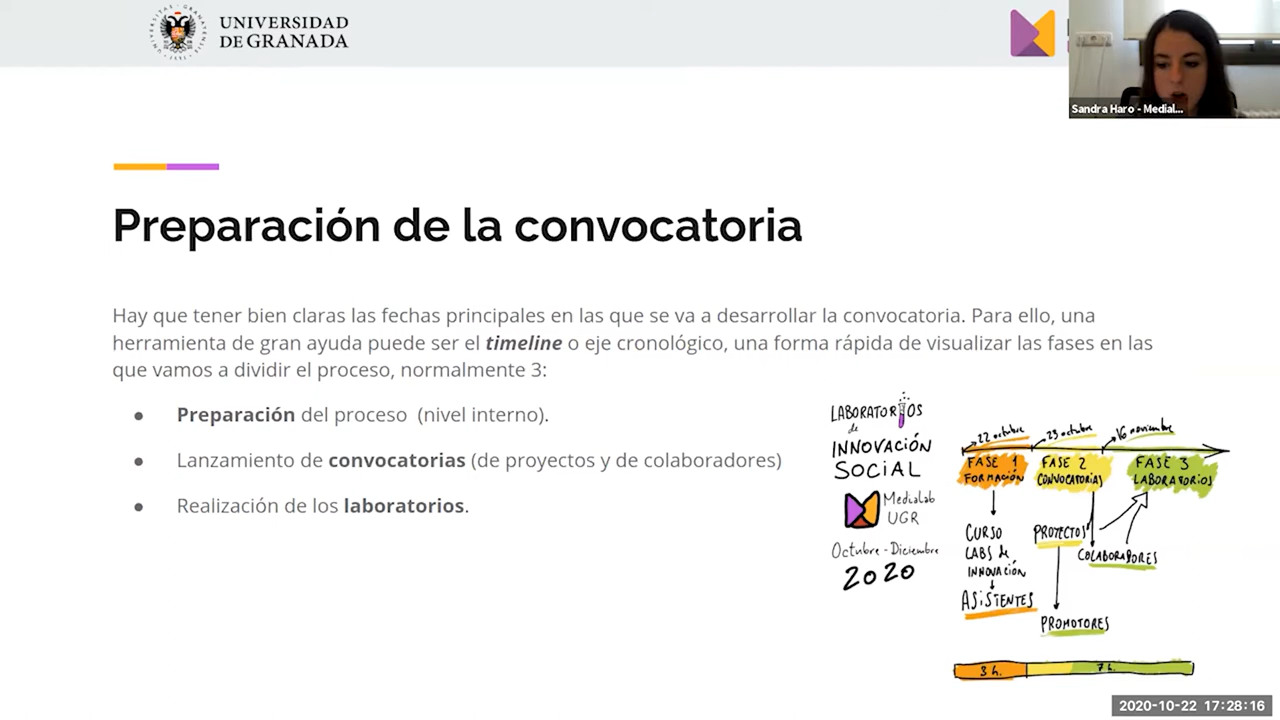 UNIVERSIDAD
DE GRANADA
Sandra Haro - Medial...
Preparación de la convocatoria
Hay que tener bien claras las fechas principales en las que se va a desarrollar la convocatoria. Para ello, una
herramienta de gran ayuda puede ser el timeline o eje cronológico, una forma rápida de visualizar las fases en las
que vamos a dividir el proceso, normalmente 3:
● Preparación del proceso (nivel interno).
● Lanzamiento de convocatorias (de proyectos y de colaboradores)
● Realización de los laboratorios.
LABORATORIOS
de
INNOVACIÓN
SOCIAL
MediaLab
UGR
Octubre - Diciembre
2020
22 octubre
23 octubre
16 noviembre
FASE 1
FORMACIÓN
FASE 2
CONVOCATORIAS
FASE 3
LABORATORIOS
CURSO
LABS de
INNOVACIÓN
ASISTENTES
PROYECTOS
COLABORADORES
PROMOTORES
3 h.
7 h.
2020-10-22 17:28:16